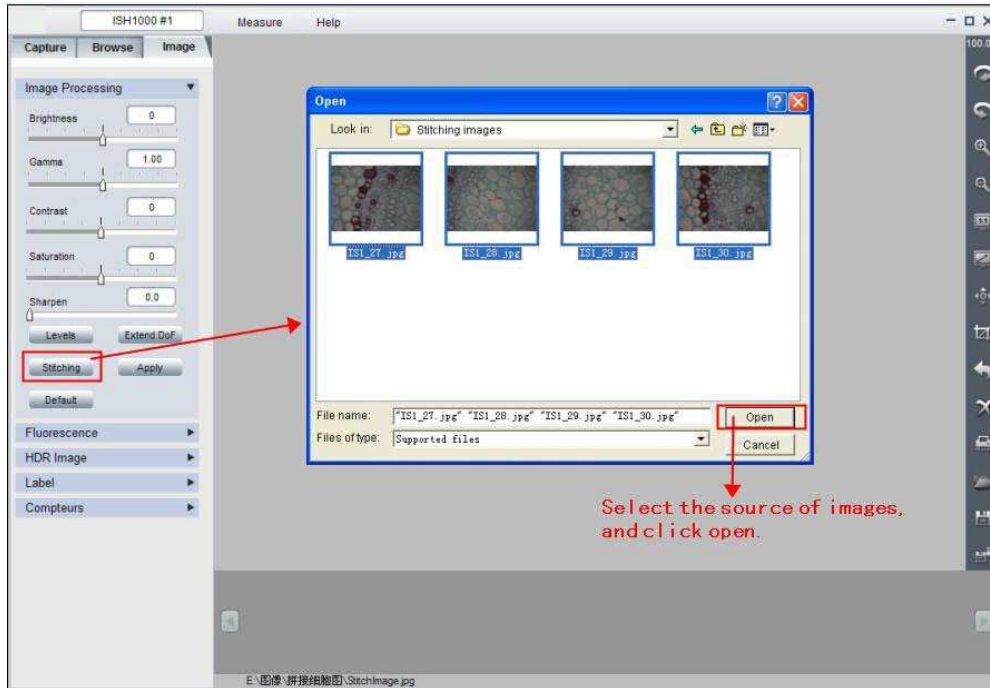 ISH1000 #1
Measure Help
Capture Browse Image
100.0
Image Processing
Brightness 0
Gamma 1.00
Contrast 0
Saturation 0
Sharpen 0.0
Levels Extend DoF
Stitching Apply
Default
Fluorescence
HDR Image
Label
Compteurs
Open
Look in: Stitching images
IS1_27.jpg IS1_28.jpg IS1_29.jpg IS1_30.jpg
File name: "IS1_27.jpg" "IS1_28.jpg" "IS1_29.jpg" "IS1_30.jpg" Open
Files of type: Supported files Cancel
Select the source of images,
and click open.
E:\图像\拼接细胞图\StitchImage.jpg